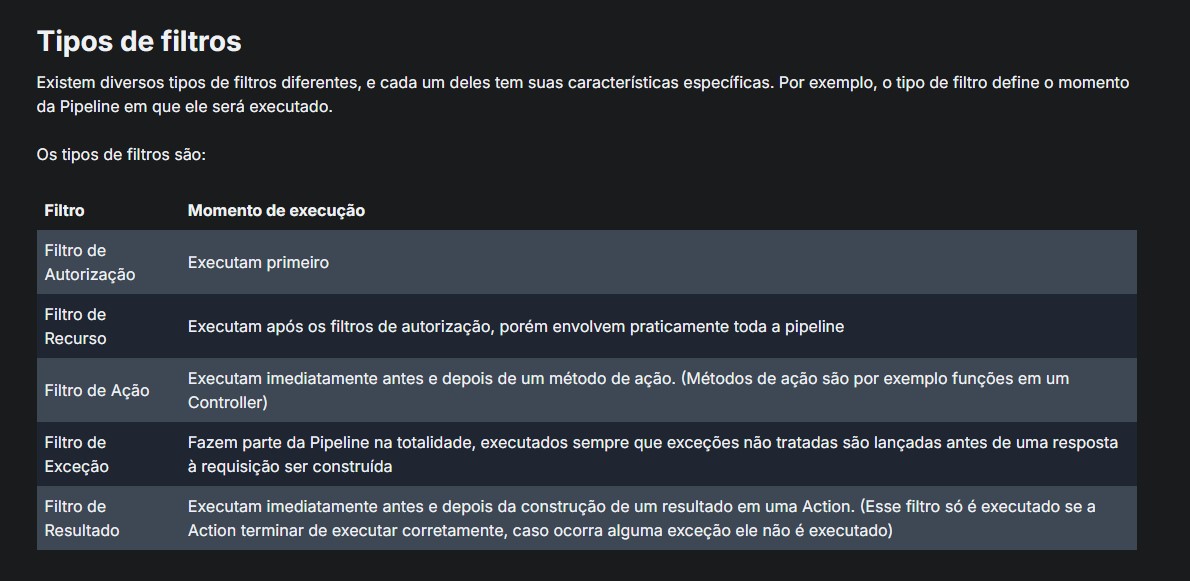 Tipos de filtros
Existem diversos tipos de filtros diferentes, e cada um deles tem suas características específicas. Por exemplo, o tipo de filtro define o momento
da Pipeline em que ele será executado.
Os tipos de filtros são:
Filtro Momento de execução
Filtro de
Autorização
Executam primeiro
Filtro de
Recurso
Executam após os filtros de autorização, porém envolvem praticamente toda a pipeline
Filtro de Ação
Executam imediatamente antes e depois de um método de ação. (Métodos de ação são por exemplo funções em um
Controller)
Filtro de
Exceção
Fazem parte da Pipeline na totalidade, executados sempre que exceções não tratadas são lançadas antes de uma resposta
à requisição ser construída
Filtro de
Resultado
Executam imediatamente antes e depois da construção de um resultado em uma Action. (Esse filtro só é executado se a
Action terminar de executar corretamente, caso ocorra alguma exceção ele não é executado)